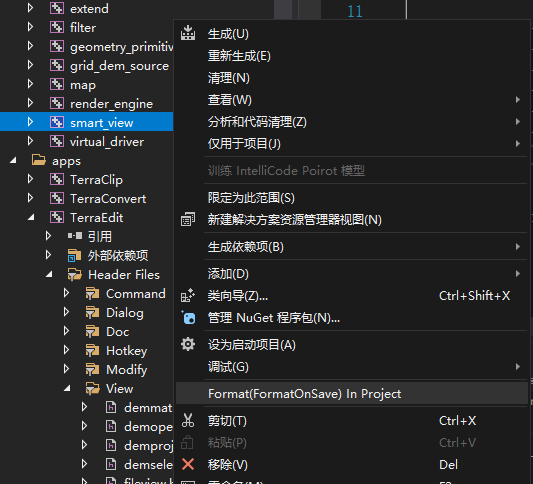 extend
filter
geometry_primitiv
grid_dem_source
map
render_engine
smart_view
virtual_driver
apps
TerraClip
TerraConvert
TerraEdit
引用
外部依赖项
Header Files
Command
Dialog
Doc
Hotkey
Modify
View
demmat
demope
demproj
demsele
fileview.h
11
生成(U)
重新生成(E)
清理(N)
查看(W)
分析和代码清理(Z)
仅用于项目(J)
训练 IntelliCode Poirot 模型
限定为此范围(S)
新建解决方案资源管理器视图(N)
生成依赖项(B)
添加(D)
类向导(Z)... Ctrl+Shift+X
管理 NuGet 程序包(N)...
设为启动项目(A)
调试(G)
Format(FormatOnSave) In Project
剪切(T) Ctrl+X
粘贴(P) Ctrl+V
移除(V) Del